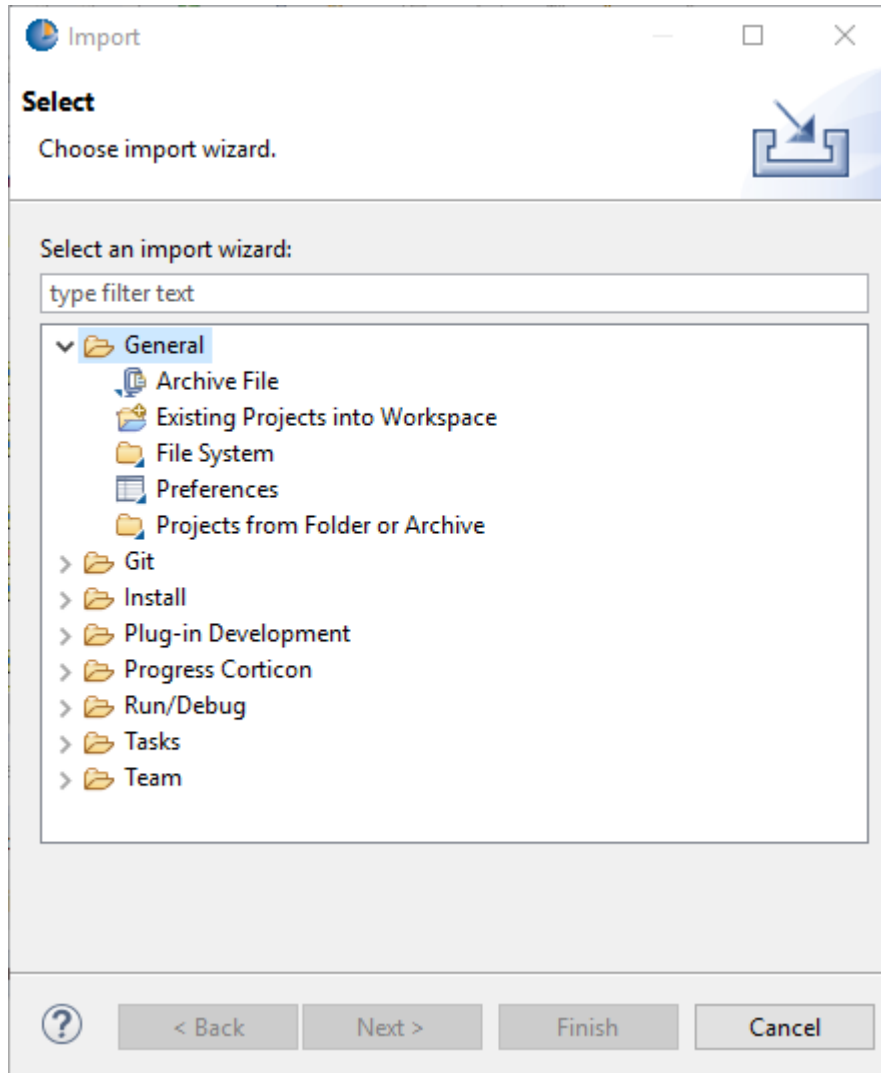 Import
Select
Choose import wizard.
Select an import wizard:
type filter text
General
Archive File
Existing Projects into Workspace
File System
Preferences
Projects from Folder or Archive
Git
Install
Plug-in Development
Progress Corticon
Run/Debug
Tasks
Team
? < Back Next > Finish Cancel